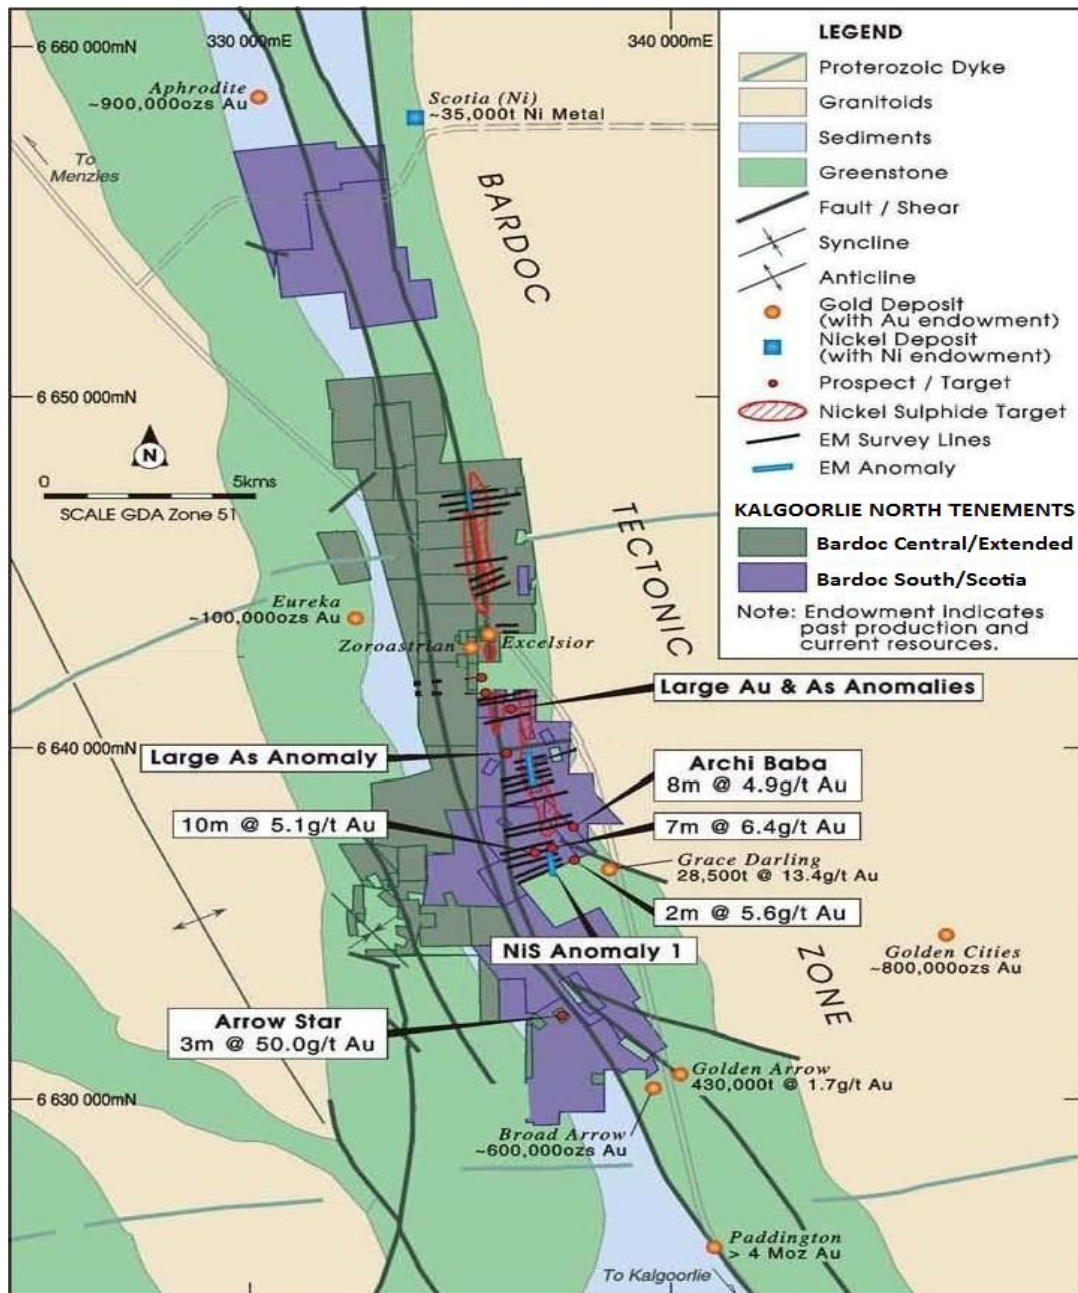 6 660 000mN
330 000mE
340 000mE
Aphrodite
~900,000ozs Au
Scotia (Ni)
~35,000t Ni Metal
To
Menzies
BARDOC
6 650 000mN
N
0 5kms
SCALE GDA Zone 51
TECTONIC
Eureka
~100,000ozs Au
Zoroastrian
Excelsior
Large Au & As Anomalies
6 640 000mN
Large As Anomaly
Archi Baba
8m @ 4.9g/t Au
10m @ 5.1g/t Au
7m @ 6.4g/t Au
Grace Darling
28,500t @ 13.4g/t Au
2m @ 5.6g/t Au
NiS Anomaly 1
ZONE
Golden Cities
~800,000ozs Au
Arrow Star
3m @ 50.0g/t Au
Golden Arrow
430,000t @ 1.7g/t Au
6 630 000mN
Broad Arrow
~600,000ozs Au
Paddington
> 4 Moz Au
To Kalgoorlie
LEGEND
Proterozoic Dyke
Granitoids
Sediments
Greenstone
Fault / Shear
Syncline
Anticline
Gold Deposit
(with Au endowment)
Nickel Deposit
(with Ni endowment)
Prospect / Target
Nickel Sulphide Target
EM Survey Lines
EM Anomaly
KALGOORLIE NORTH TENEMENTS
Bardoc Central/Extended
Bardoc South/Scotia
Note: Endowment indicates
past production and
current resources.